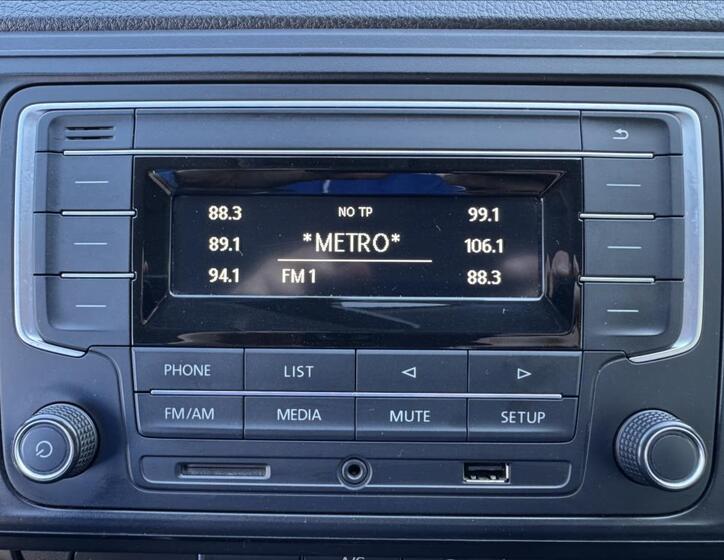 88.3 NO TP 99.1
89.1 *METRO* 106.1
94.1 FM 1 88.3
PHONE LIST
FM/AM MEDIA MUTE SETUP
A/C